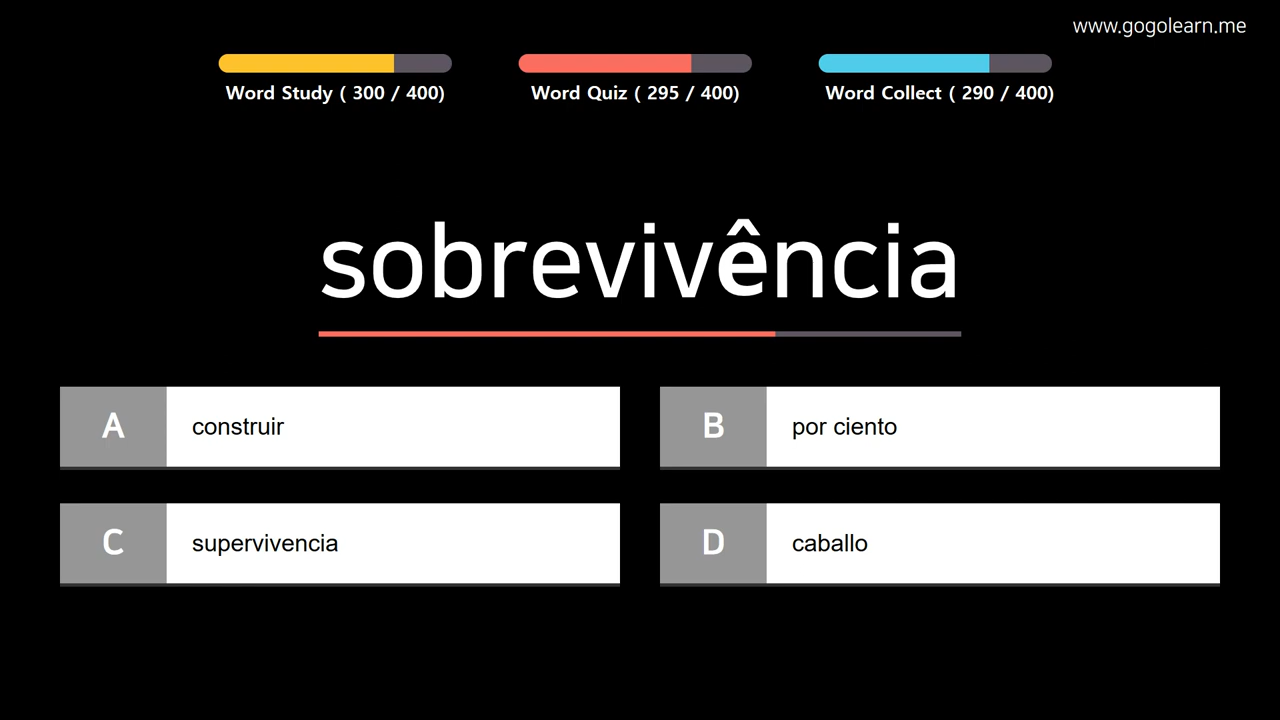 www.gogolearn.me
Word Study ( 300 / 400)
Word Quiz ( 295 / 400)
Word Collect ( 290 / 400)
sobrevivência
A construir
B por ciento
C supervivencia
D caballo